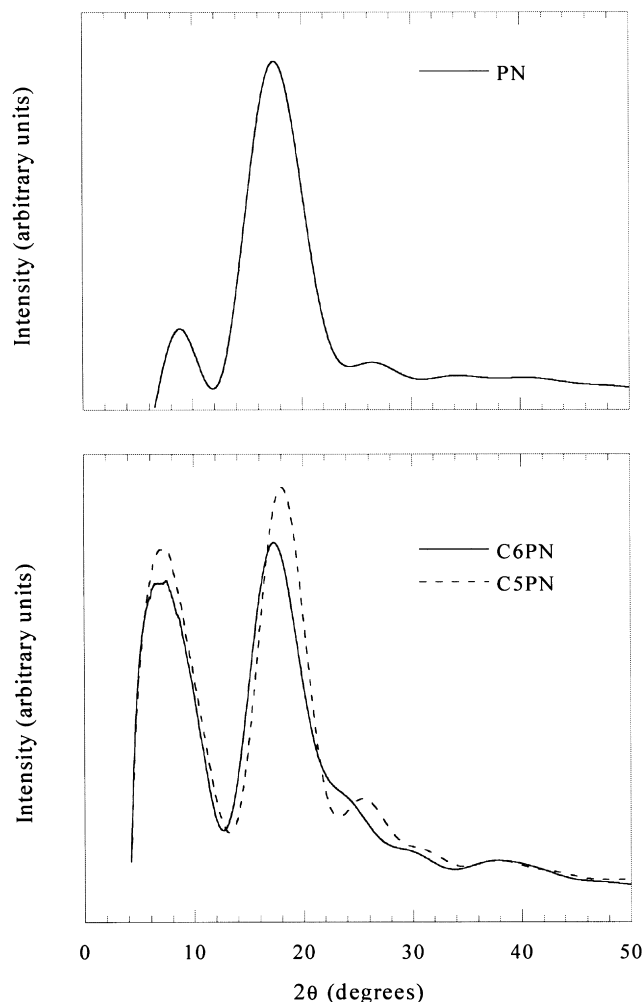 Intensity (arbitrary units)
PN
Intensity (arbitrary units)
C6PN
C5PN
0 10 20 30 40 50
2θ (degrees)